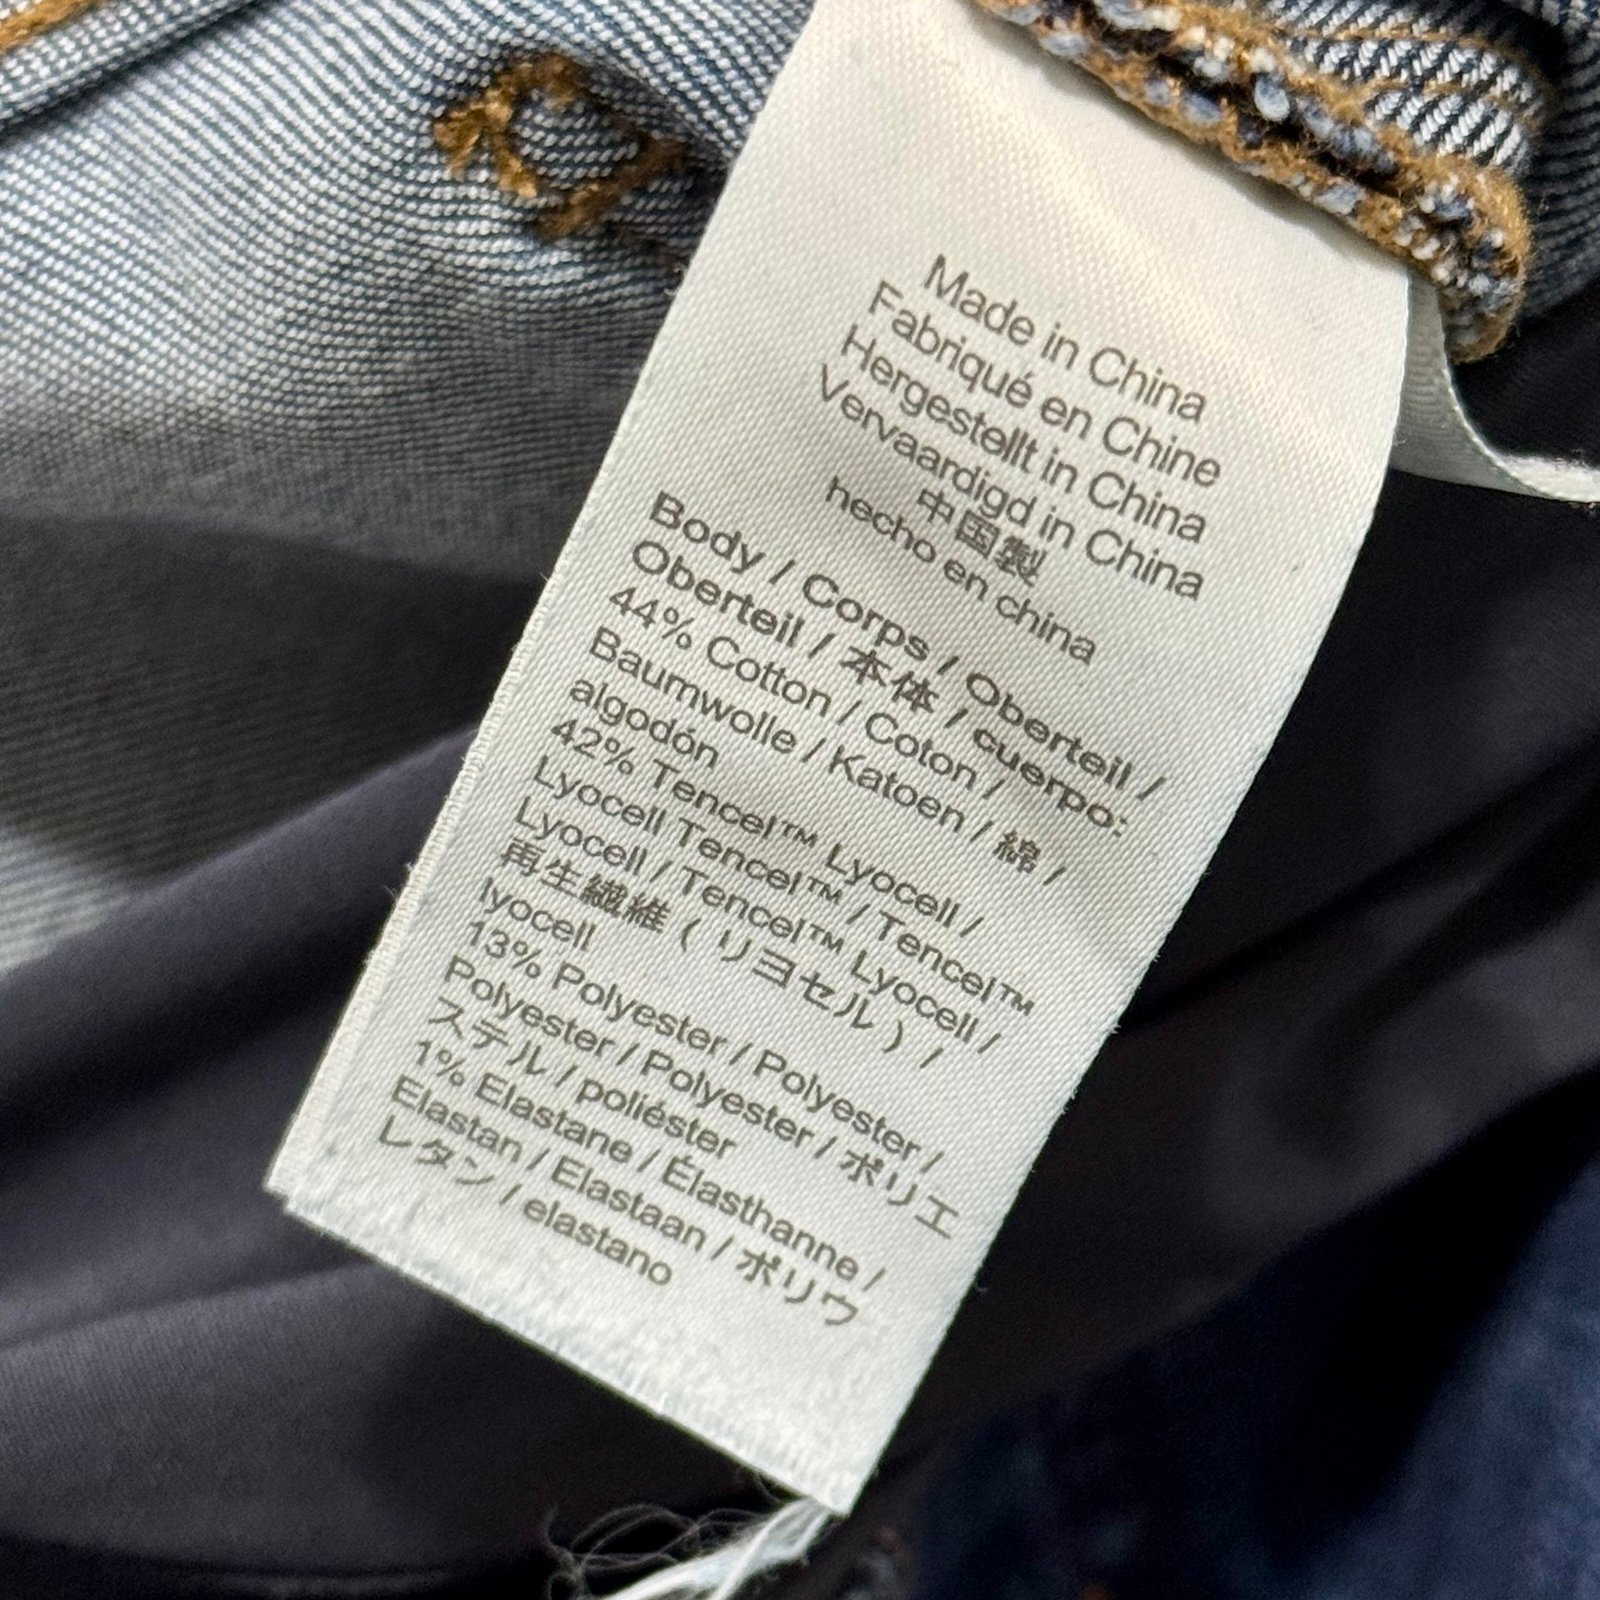 Made in China
Fabriqué en Chine
Hergestellt in China
Vervaardigd in China
中国製
hecho en china
Body / Corps / Oberteil /
Oberteil / 本体 / cuerpo:
44% Cotton / Coton /
Baumwolle / Katoen / 綿 /
algodón
42% Tencel™ Lyocell /
Lyocell Tencel™ / Tencel™
Lyocell / Tencel™ Lyocell /
再生繊維 ( リヨセル ) /
lyocell
13% Polyester / Polyester /
Polyester / Polyester / ポリエ
ステル / poliéster
1% Elastane / Élasthanne /
Elastan / Elastaan / ポリウ
レタン / elastano